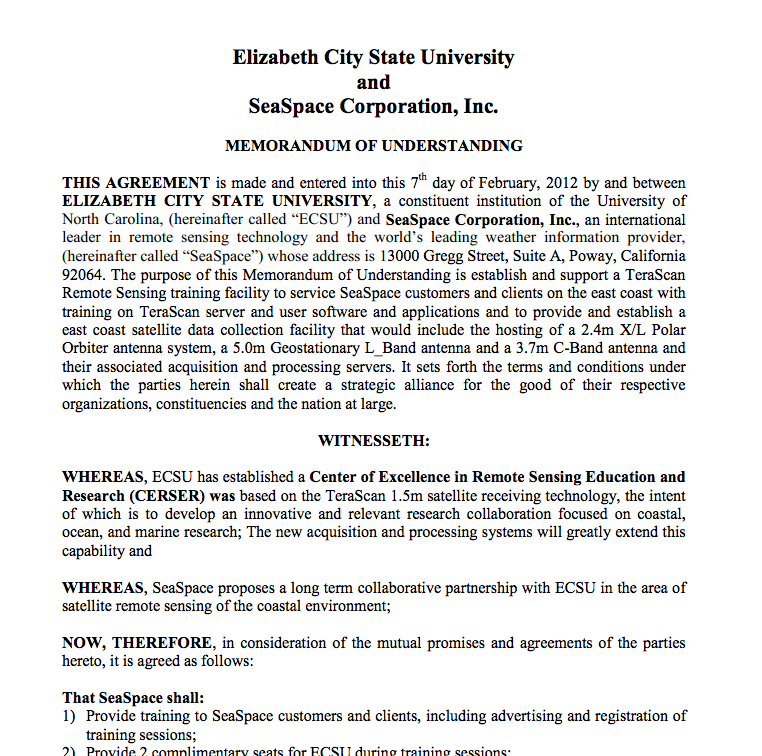 Elizabeth City State University
and
SeaSpace Corporation, Inc.
MEMORANDUM OF UNDERSTANDING
THIS AGREEMENT is made and entered into this 7th day of February, 2012 by and between
ELIZABETH CITY STATE UNIVERSITY, a constituent institution of the University of
North Carolina, (hereinafter called “ECSU”) and SeaSpace Corporation, Inc., an international
leader in remote sensing technology and the world’s leading weather information provider,
(hereinafter called “SeaSpace”) whose address is 13000 Gregg Street, Suite A, Poway, California
92064. The purpose of this Memorandum of Understanding is establish and support a TeraScan
Remote Sensing training facility to service SeaSpace customers and clients on the east coast with
training on TeraScan server and user software and applications and to provide and establish a
east coast satellite data collection facility that would include the hosting of a 2.4m X/L Polar
Orbiter antenna system, a 5.0m Geostationary L_Band antenna and a 3.7m C-Band antenna and
their associated acquisition and processing servers. It sets forth the terms and conditions under
which the parties herein shall create a strategic alliance for the good of their respective
organizations, constituencies and the nation at large.
WITNESSETH:
WHEREAS, ECSU has established a Center of Excellence in Remote Sensing Education and
Research (CERSER) was based on the TeraScan 1.5m satellite receiving technology, the intent
of which is to develop an innovative and relevant research collaboration focused on coastal,
ocean, and marine research; The new acquisition and processing systems will greatly extend this
capability and
WHEREAS, SeaSpace proposes a long term collaborative partnership with ECSU in the area of
satellite remote sensing of the coastal environment;
NOW, THEREFORE, in consideration of the mutual promises and agreements of the parties
hereto, it is agreed as follows:
That SeaSpace shall:
1) Provide training to SeaSpace customers and clients, including advertising and registration of
training sessions;
2) Provide 2 complimentary seats for ECSU during training sessions;